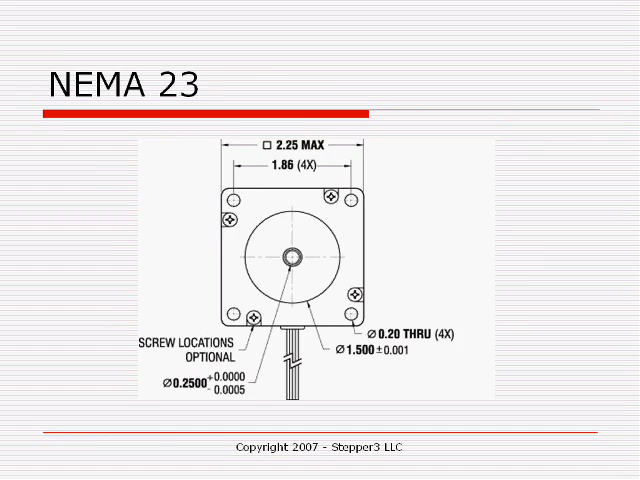 NEMA 23
□ 2.25 MAX
1.86 (4X)
SCREW LOCATIONS
OPTIONAL
⌀ 0.20 THRU (4X)
⌀ 1.500 ± 0.001
⌀ 0.2500 +0.0000
- 0.0005
Copyright 2007 - Stepper3 LLC